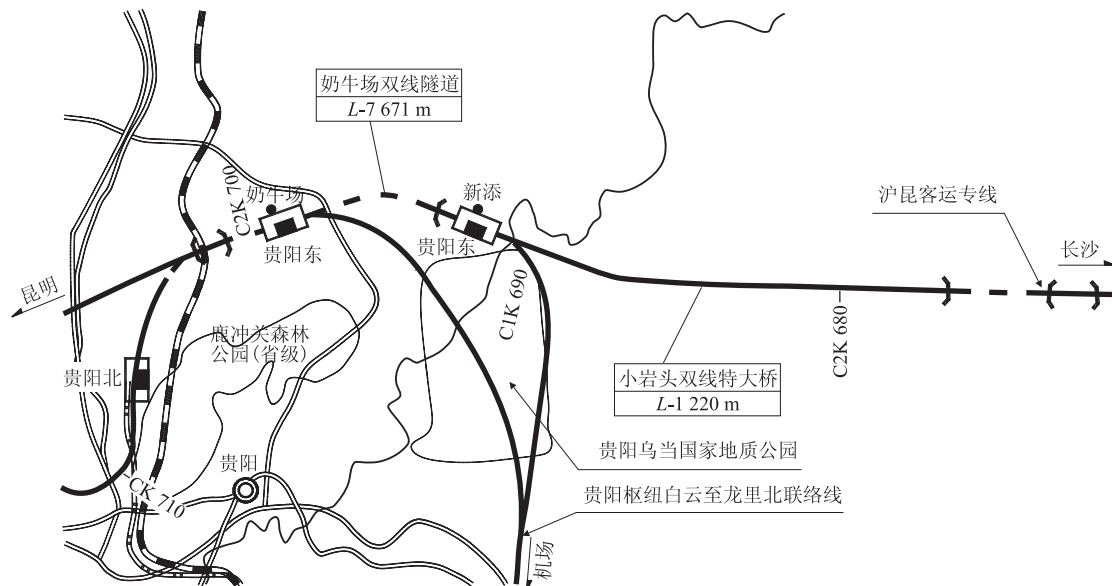 奶牛场双线隧道
L-7 671 m
C2K 700
奶牛场
贵阳东
新添
贵阳东
沪昆客运专线
长沙
昆明
C1K 690
C2K 680
鹿冲关森林
公园(省级)
贵阳北
小岩头双线特大桥
L-1 220 m
贵阳乌当国家地质公园
贵阳
CK 710
贵阳枢纽白云至龙里北联络线
机场